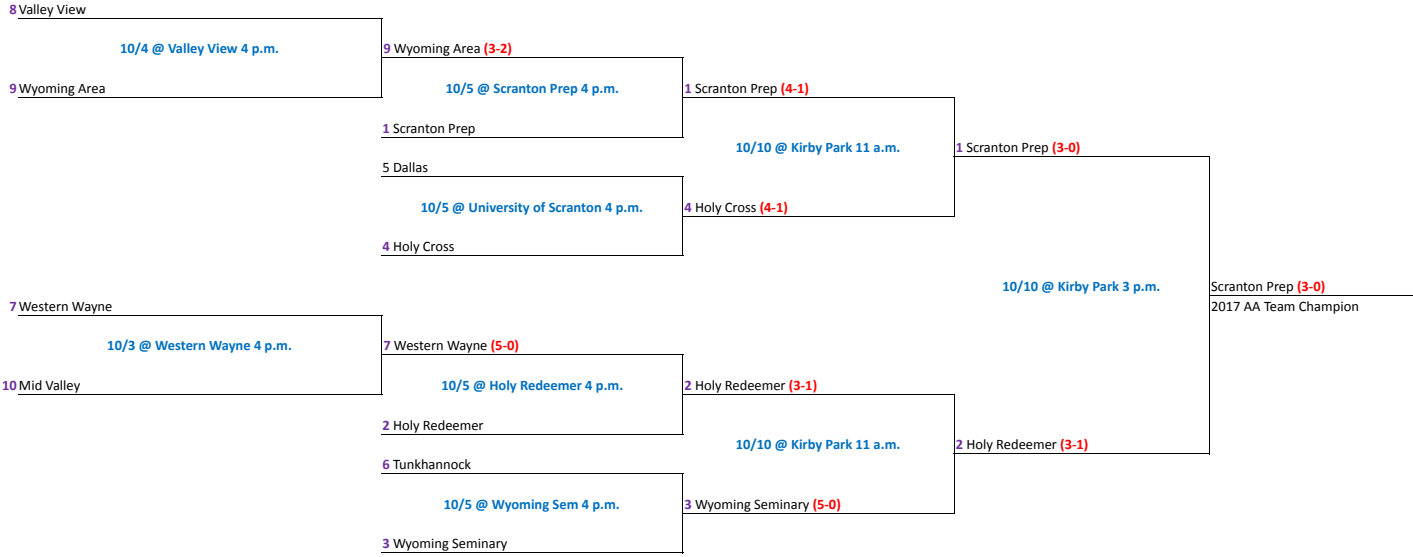 8 Valley View
10/4 @ Valley View 4 p.m.
9 Wyoming Area (3-2)
9 Wyoming Area
10/5 @ Scranton Prep 4 p.m.
1 Scranton Prep (4-1)
1 Scranton Prep
10/10 @ Kirby Park 11 a.m.
1 Scranton Prep (3-0)
5 Dallas
10/5 @ University of Scranton 4 p.m.
4 Holy Cross (4-1)
4 Holy Cross
10/10 @ Kirby Park 3 p.m.
Scranton Prep (3-0)
2017 AA Team Champion
7 Western Wayne
10/3 @ Western Wayne 4 p.m.
7 Western Wayne (5-0)
10 Mid Valley
10/5 @ Holy Redeemer 4 p.m.
2 Holy Redeemer (3-1)
2 Holy Redeemer
10/10 @ Kirby Park 11 a.m.
2 Holy Redeemer (3-1)
6 Tunkhannock
10/5 @ Wyoming Sem 4 p.m.
3 Wyoming Seminary (5-0)
3 Wyoming Seminary